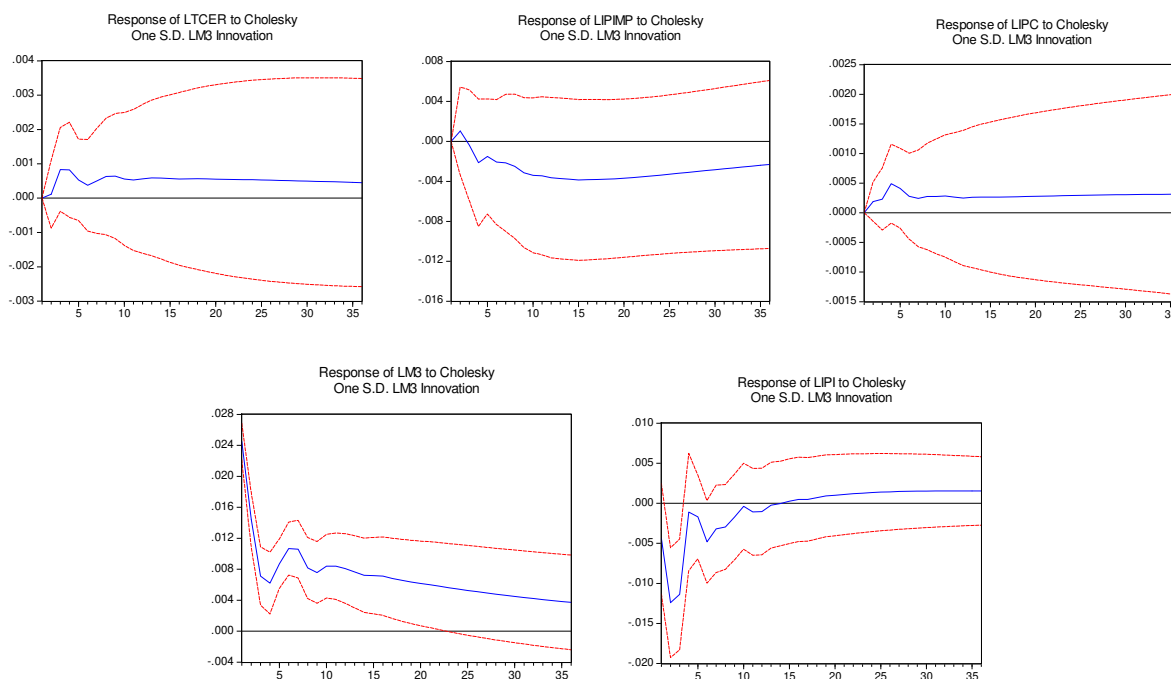 Response of LTCER to Cholesky
One S.D. LM3 Innovation
.004
.003
.002
.001
.000
-.001
-.002
-.003
5 10 15 20 25 30 35
Response of LIPIMP to Cholesky
One S.D. LM3 Innovation
.008
.004
.000
-.004
-.008
-.012
-.016
5 10 15 20 25 30 35
Response of LIPC to Cholesky
One S.D. LM3 Innovation
.0025
.0020
.0015
.0010
.0005
.0000
-.0005
-.0010
-.0015
5 10 15 20 25 30 35
Response of LM3 to Cholesky
One S.D. LM3 Innovation
.028
.024
.020
.016
.012
.008
.004
.000
-.004
5 10 15 20 25 30 35
Response of LIPI to Cholesky
One S.D. LM3 Innovation
.010
.005
.000
-.005
-.010
-.015
-.020
5 10 15 20 25 30 35